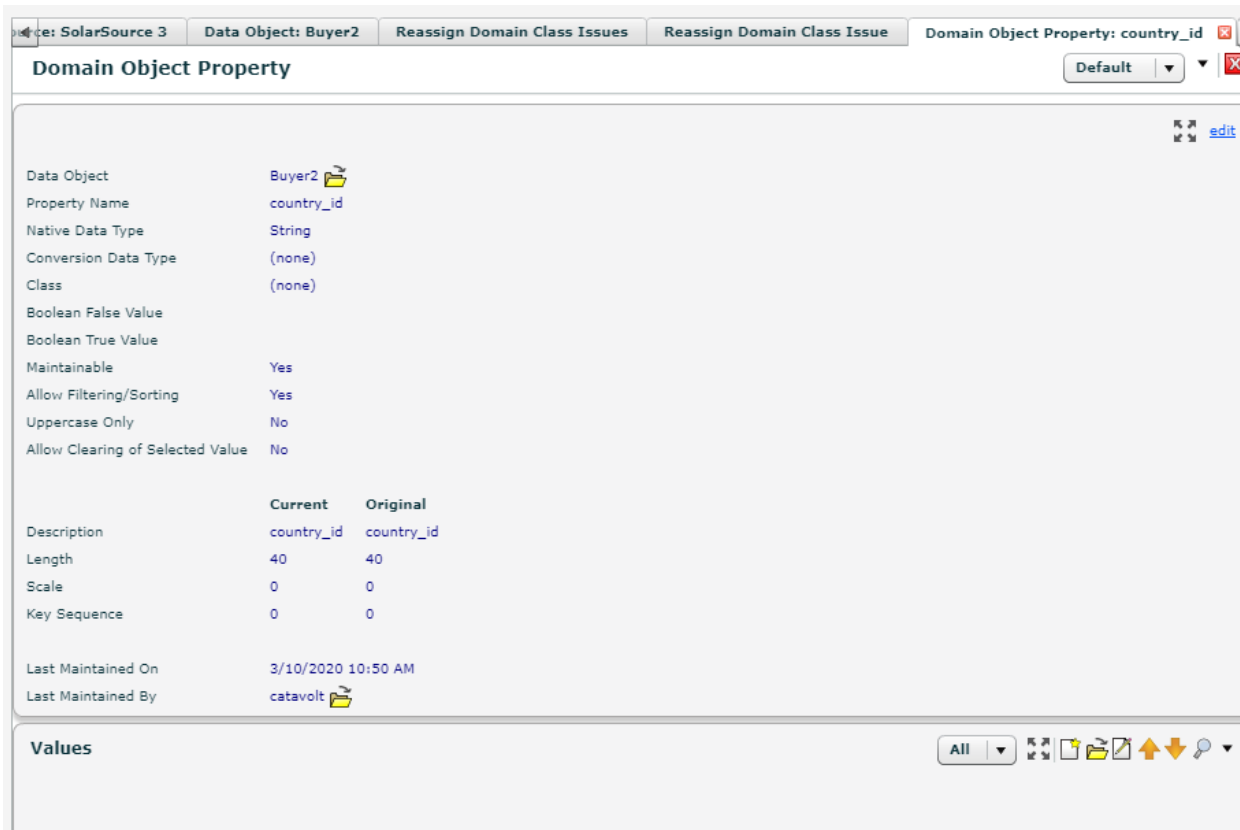 ce: SolarSource 3 Data Object: Buyer2 Reassign Domain Class Issues Reassign Domain Class Issue Domain Object Property: country_id
Domain Object Property Default
edit
Data Object Buyer2
Property Name country_id
Native Data Type String
Conversion Data Type (none)
Class (none)
Boolean False Value
Boolean True Value
Maintainable Yes
Allow Filtering/Sorting Yes
Uppercase Only No
Allow Clearing of Selected Value No
Current Original
Description country_id country_id
Length 40 40
Scale 0 0
Key Sequence 0 0
Last Maintained On 3/10/2020 10:50 AM
Last Maintained By catavolt
Values All